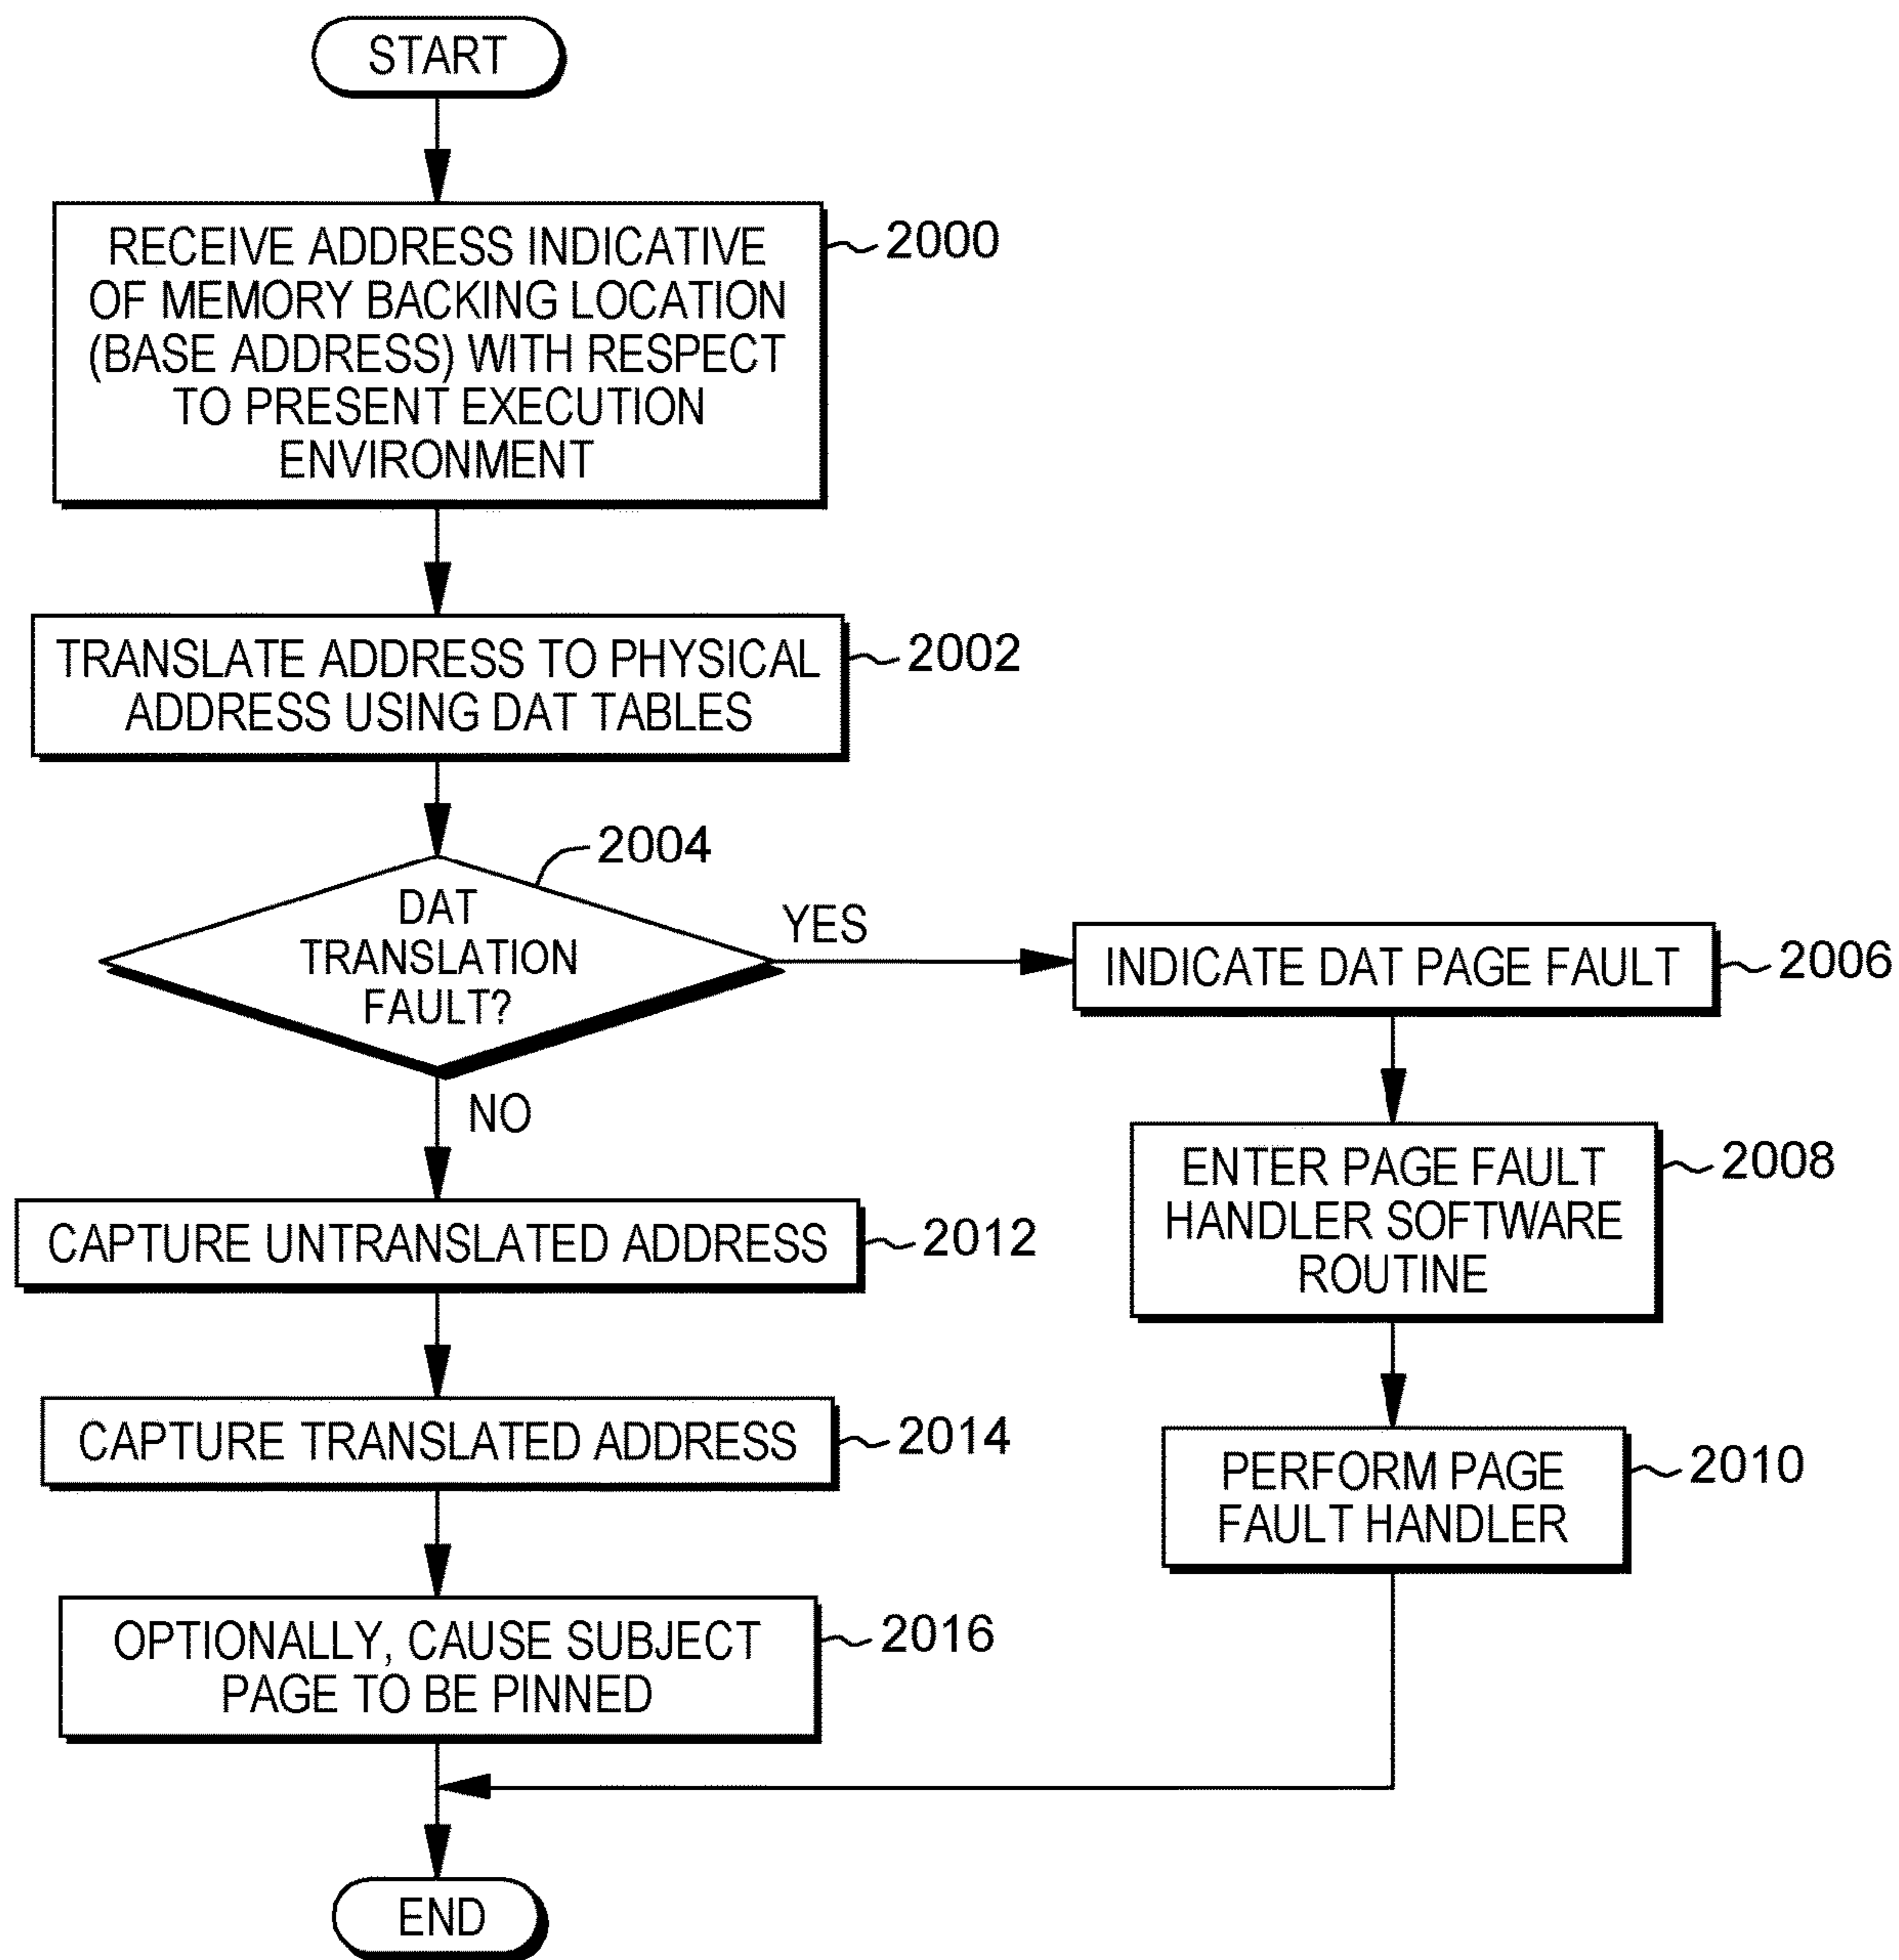 START
RECEIVE ADDRESS INDICATIVE
OF MEMORY BACKING LOCATION
(BASE ADDRESS) WITH RESPECT
TO PRESENT EXECUTION
ENVIRONMENT
2000
TRANSLATE ADDRESS TO PHYSICAL
ADDRESS USING DAT TABLES
2002
DAT
TRANSLATION
FAULT?
2004
YES
INDICATE DAT PAGE FAULT
2006
ENTER PAGE FAULT
HANDLER SOFTWARE
ROUTINE
2008
PERFORM PAGE
FAULT HANDLER
2010
NO
CAPTURE UNTRANSLATED ADDRESS
2012
CAPTURE TRANSLATED ADDRESS
2014
OPTIONALLY, CAUSE SUBJECT
PAGE TO BE PINNED
2016
END